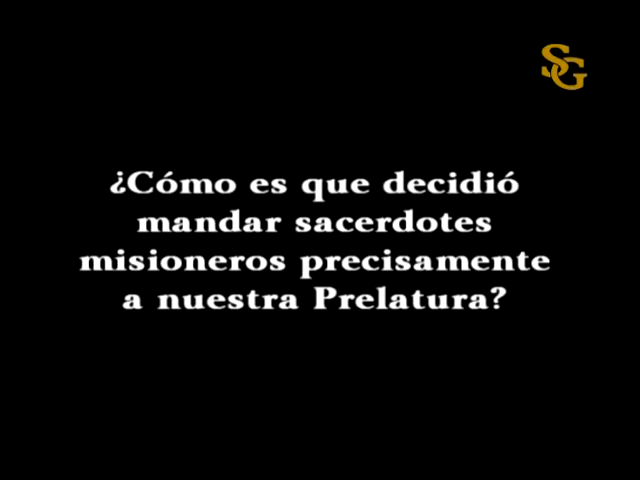 SG
¿Cómo es que decidió
mandar sacerdotes
misioneros precisamente
a nuestra Prelatura?